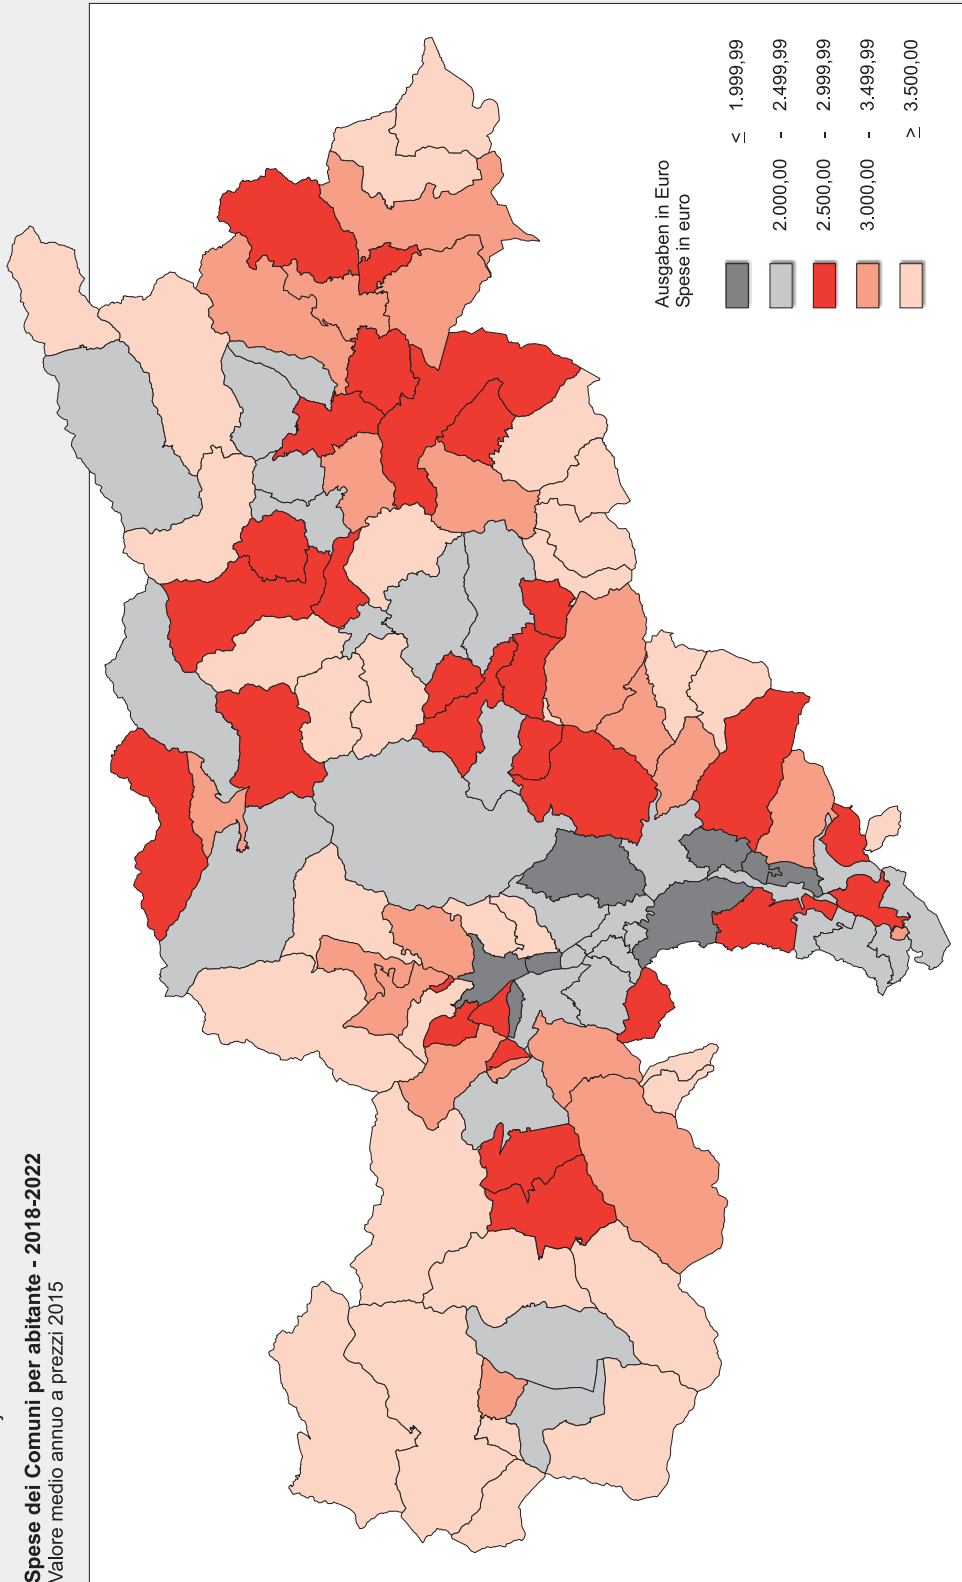 Spese dei Comuni per abitante - 2018-2022
Valore medio annuo a prezzi 2015
Ausgaben in Euro
Spese in euro
≤ 1.999,99
2.000,00 - 2.499,99
2.500,00 - 2.999,99
3.000,00 - 3.499,99
≥ 3.500,00